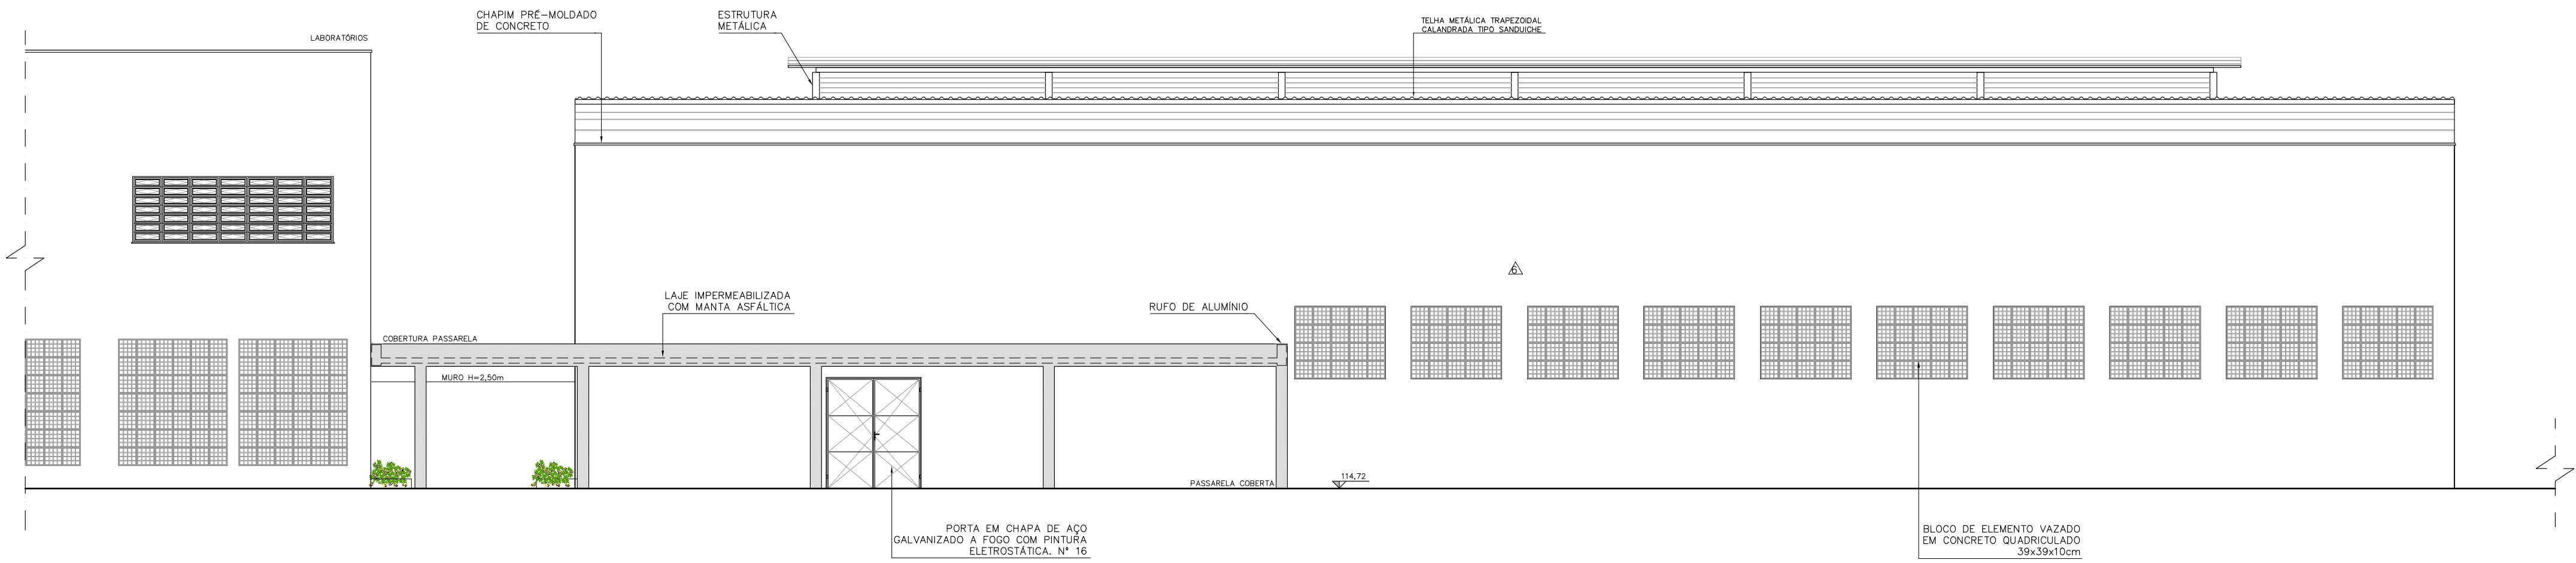 CHAPIM PRÉ-MOLDADO
DE CONCRETO
ESTRUTURA
METÁLICA
TELHA METÁLICA TRAPEZOIDAL
CALANDRADA TIPO SANDUICHE
LABORATÓRIOS
6
LAJE IMPERMEABILIZADA
COM MANTA ASFÁLTICA
RUFO DE ALUMÍNIO
COBERTURA PASSARELA
MURO H=2,50m
PASSARELA COBERTA
114,72
PORTA EM CHAPA DE AÇO
GALVANIZADO A FOGO COM PINTURA
ELETROSTÁTICA. N° 16
BLOCO DE ELEMENTO VAZADO
EM CONCRETO QUADRICULADO
39x39x10cm